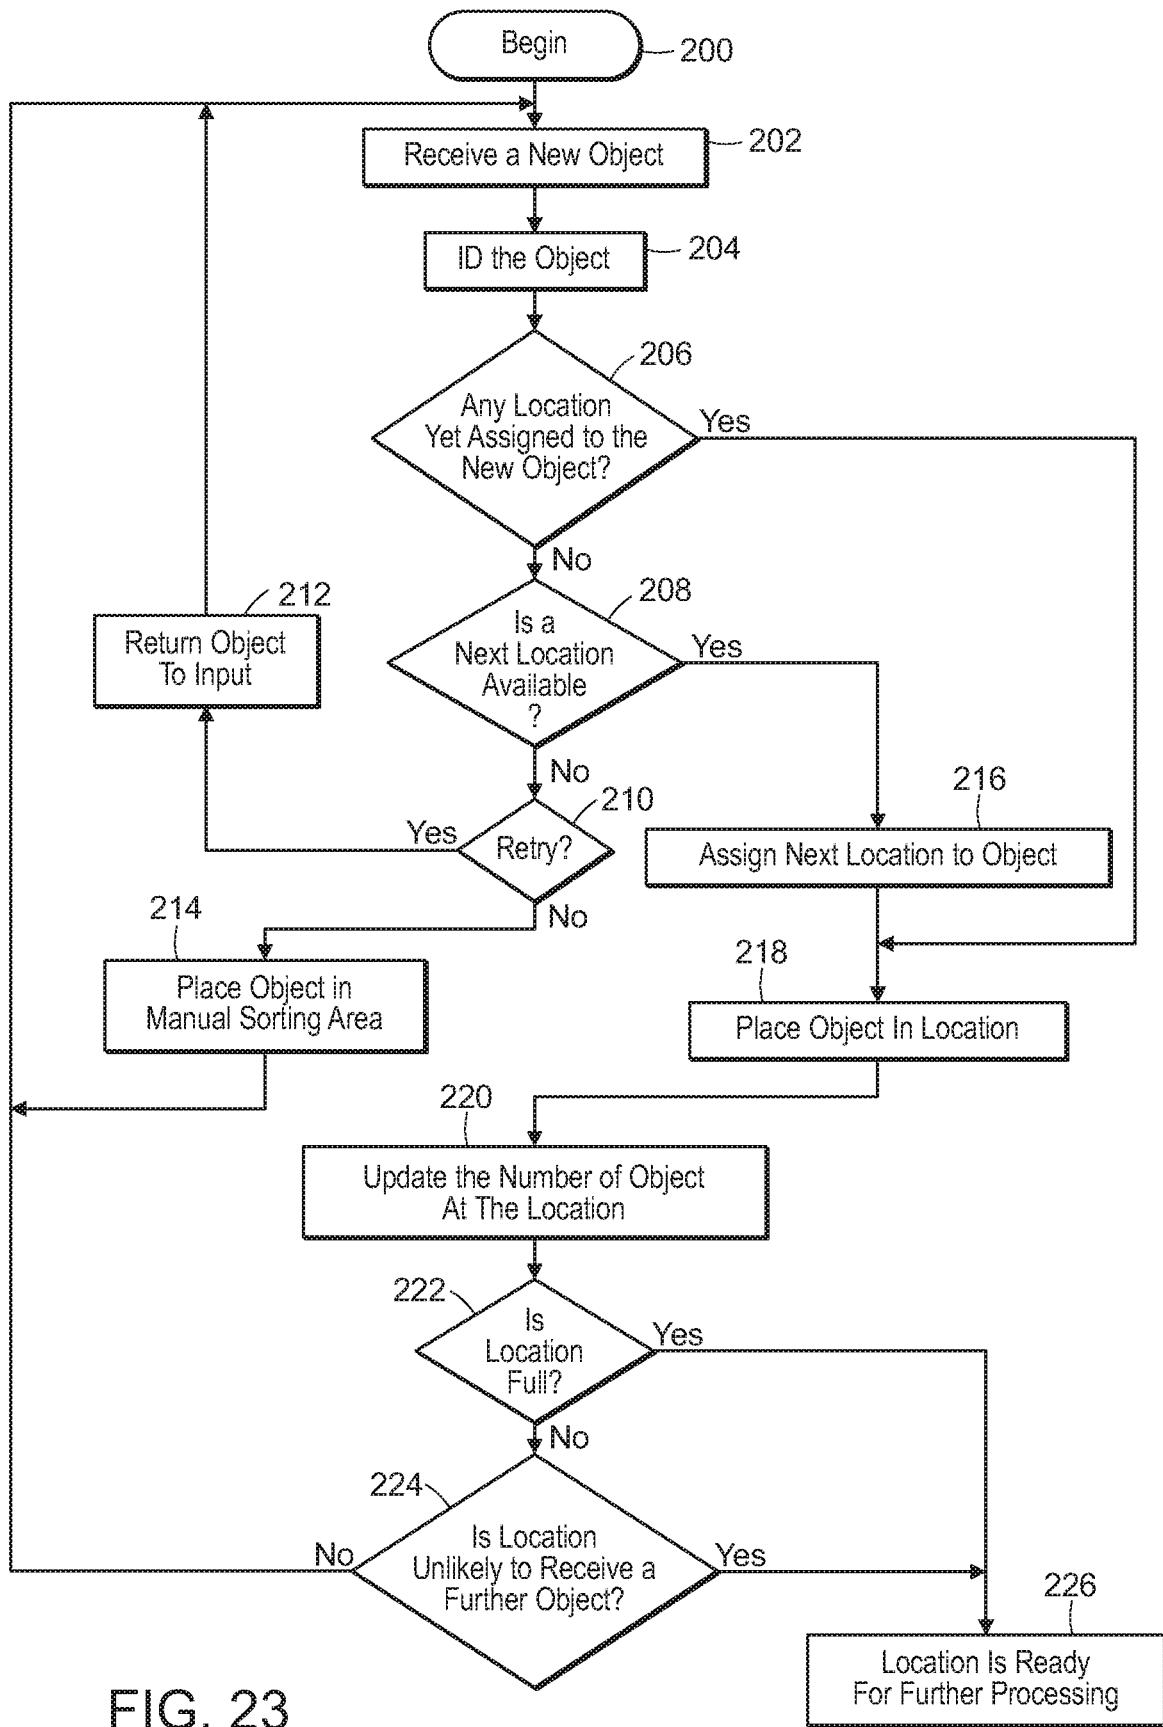 Begin
200
Receive a New Object
202
ID the Object
204
206
Any Location
Yet Assigned to the
New Object?
Yes
No
212
Return Object
To Input
208
Is a
Next Location
Available
?
Yes
No
210
Retry?
Yes
No
216
Assign Next Location to Object
214
Place Object in
Manual Sorting Area
218
Place Object In Location
220
Update the Number of Object
At The Location
222
Is
Location
Full?
Yes
No
224
Is Location
Unlikely to Receive a
Further Object?
No
Yes
226
Location Is Ready
For Further Processing
FIG. 23